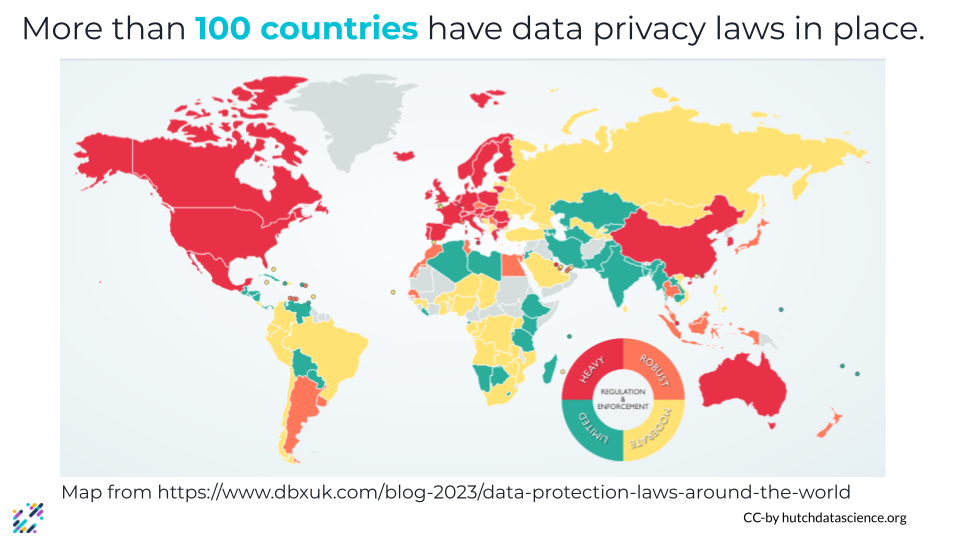 More than 100 countries have data privacy laws in place.
HEAVY
ROBUST
REGULATION
&
ENFORCEMENT
LIMITED
MODERATE
Map from https://www.dbxuk.com/blog-2023/data-protection-laws-around-the-world
CC-by hutchdatascience.org